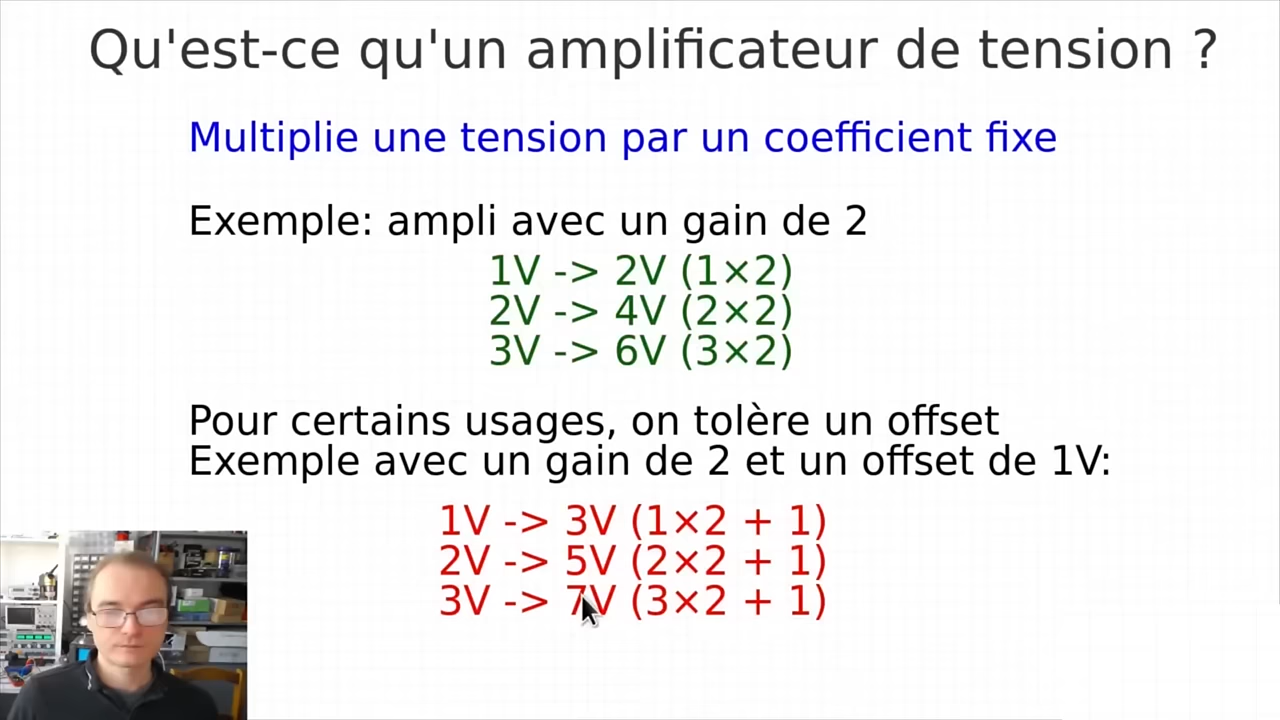 Qu'est-ce qu'un amplificateur de tension ?
Multiplie une tension par un coefficient fixe
Exemple: ampli avec un gain de 2
1V -> 2V (1×2)
2V -> 4V (2×2)
3V -> 6V (3×2)
Pour certains usages, on tolère un offset
Exemple avec un gain de 2 et un offset de 1V:
1V -> 3V (1×2 + 1)
2V -> 5V (2×2 + 1)
3V -> 7V (3×2 + 1)